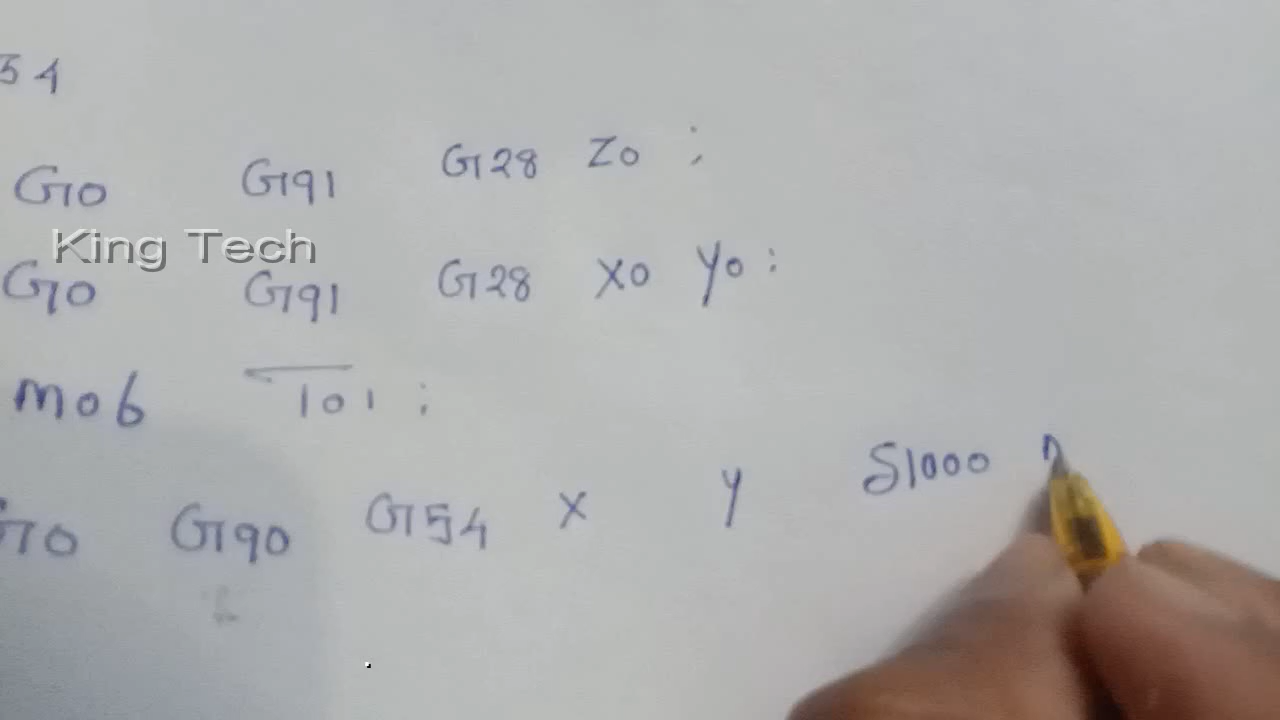 54
G0 G91 G28 Z0 ;
King Tech
G0 G91 G28 X0 Y0 ;
M06 T01 ;
G0 G90 G54 X Y S1000